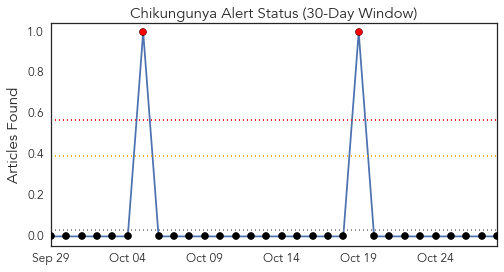 Chikungunya Alert Status (30-Day Window)
Articles Found
1.0
0.8
0.6
0.4
0.2
0.0
Sep 29 Oct 04 Oct 09 Oct 14 Oct 19 Oct 24